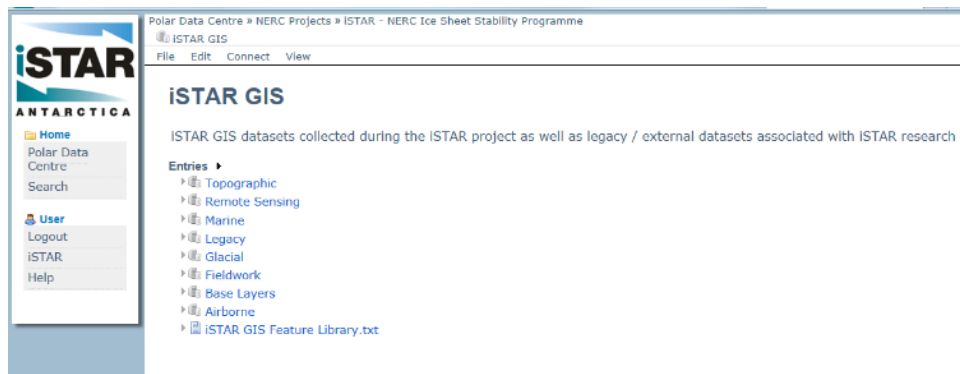 Polar Data Centre » NERC Projects » iSTAR - NERC Ice Sheet Stability Programme
iSTAR GIS
File Edit Connect View
iSTAR
ANTARCTICA
Home
Polar Data
Centre
Search
User
Logout
iSTAR
Help
iSTAR GIS
iSTAR GIS datasets collected during the iSTAR project as well as legacy / external datasets associated with iSTAR research
Entries
Topographic
Remote Sensing
Marine
Legacy
Glacial
Fieldwork
Base Layers
Airborne
iSTAR GIS Feature Library.txt